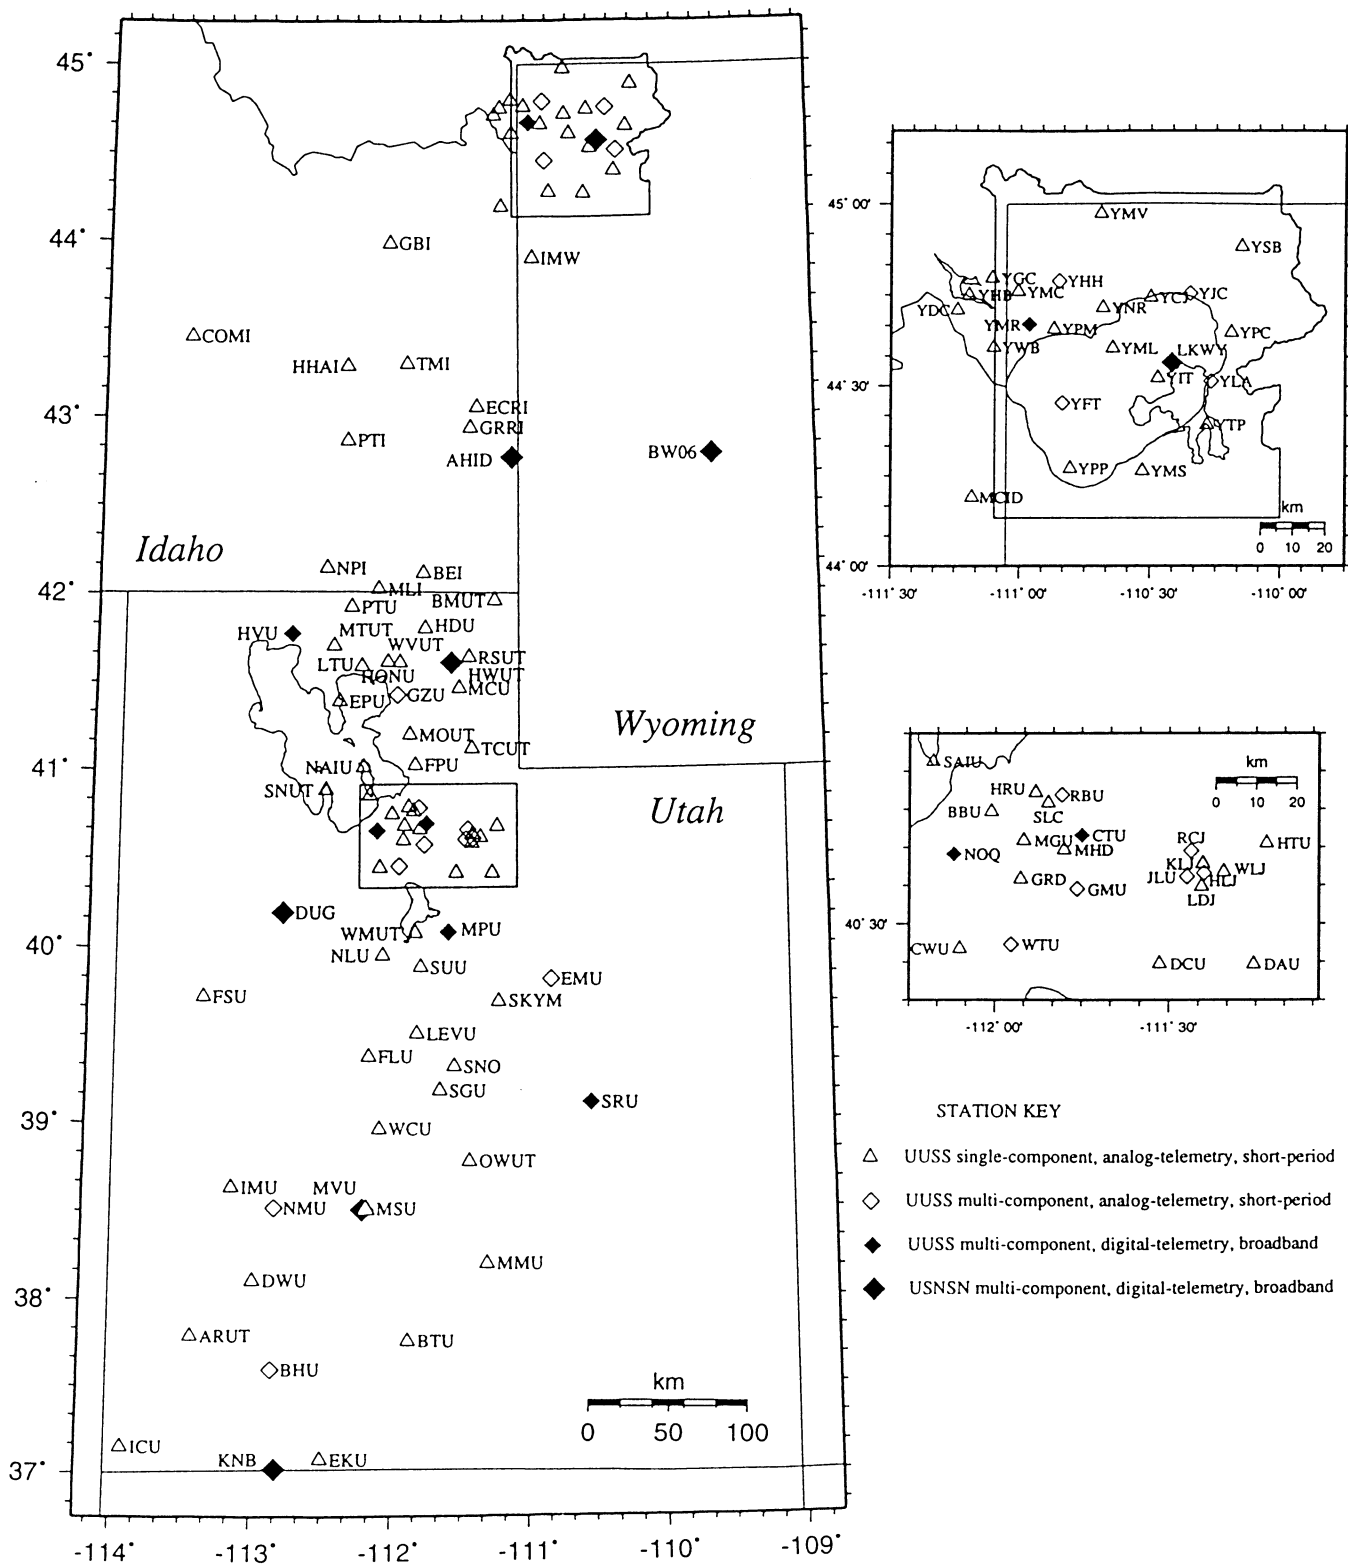 45°
44°
GBI
IMW
COMI
HHAI
TMI
43°
ECRI
GRRI
PTI
AHID
BW06
Idaho
NPI
BEI
MLI
42°
PTU
BMUT
HVU
MTUT
HDU
WVUT
LTU
RSUT
HONU
HWUT
EPU
GZU
MCU
Wyoming
MOUT
TCUT
41°
NAIU
FPU
SNUT
Utah
DUG
40°
WMUT
MPU
NLU
SUU
EMU
FSU
SKYM
LEVU
FLU
SNO
SGU
SRU
39°
WCU
OWUT
IMU
MVU
NMU
MSU
MMU
DWU
38°
ARUT
BTU
BHU
km
0 50 100
ICU
KNB
EKU
37°
-114° -113° -112° -111° -110° -109°
45° 00'
YMV
YSB
YGC
YHH
YHB
YMC
YCJ
YJC
YDC
YNR
YMR
YPM
YPC
YWB
YML
LKWY
44° 30'
IT
YLA
YFT
YTP
YPP
YMS
MCID
km
0 10 20
44° 00'
-111° 30' -111° 00' -110° 30' -110° 00'
SAIU
km
0 10 20
HRU
RBU
BBU
SLC
MGU
CTU
RCJ
HTU
NOQ
MHD
KLJ
WLJ
GRD
JLU
HLJ
GMU
LDJ
40° 30'
CWU
WTU
DCU
DAU
-112° 00' -111° 30'
STATION KEY
UUSS single-component, analog-telemetry, short-period
UUSS multi-component, analog-telemetry, short-period
UUSS multi-component, digital-telemetry, broadband
USNSN multi-component, digital-telemetry, broadband